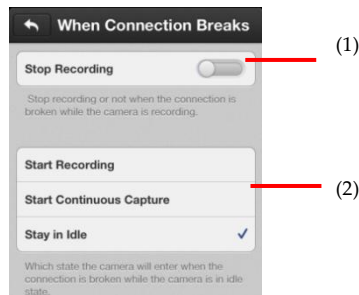 When Connection Breaks
(1)
Stop Recording
Stop recording or not when the connection is
broken while the camera is recording.
Start Recording
(2)
Start Continuous Capture
Stay in Idle
Which state the camera will enter when the
connection is broken while the camera is in idle
state.